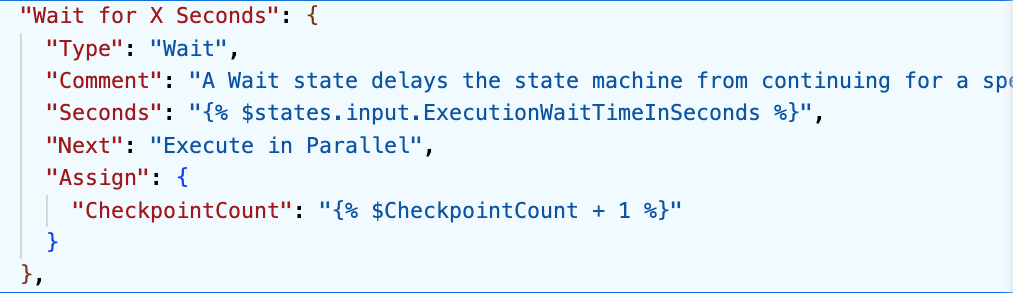 "Wait for X Seconds": {
"Type": "Wait",
"Comment": "A Wait state delays the state machine from continuing for a
"Seconds": "{% $states.input.ExecutionWaitTimeInSeconds %}",
"Next": "Execute in Parallel",
"Assign": {
"CheckpointCount": "{% $CheckpointCount + 1 %}"
}
},